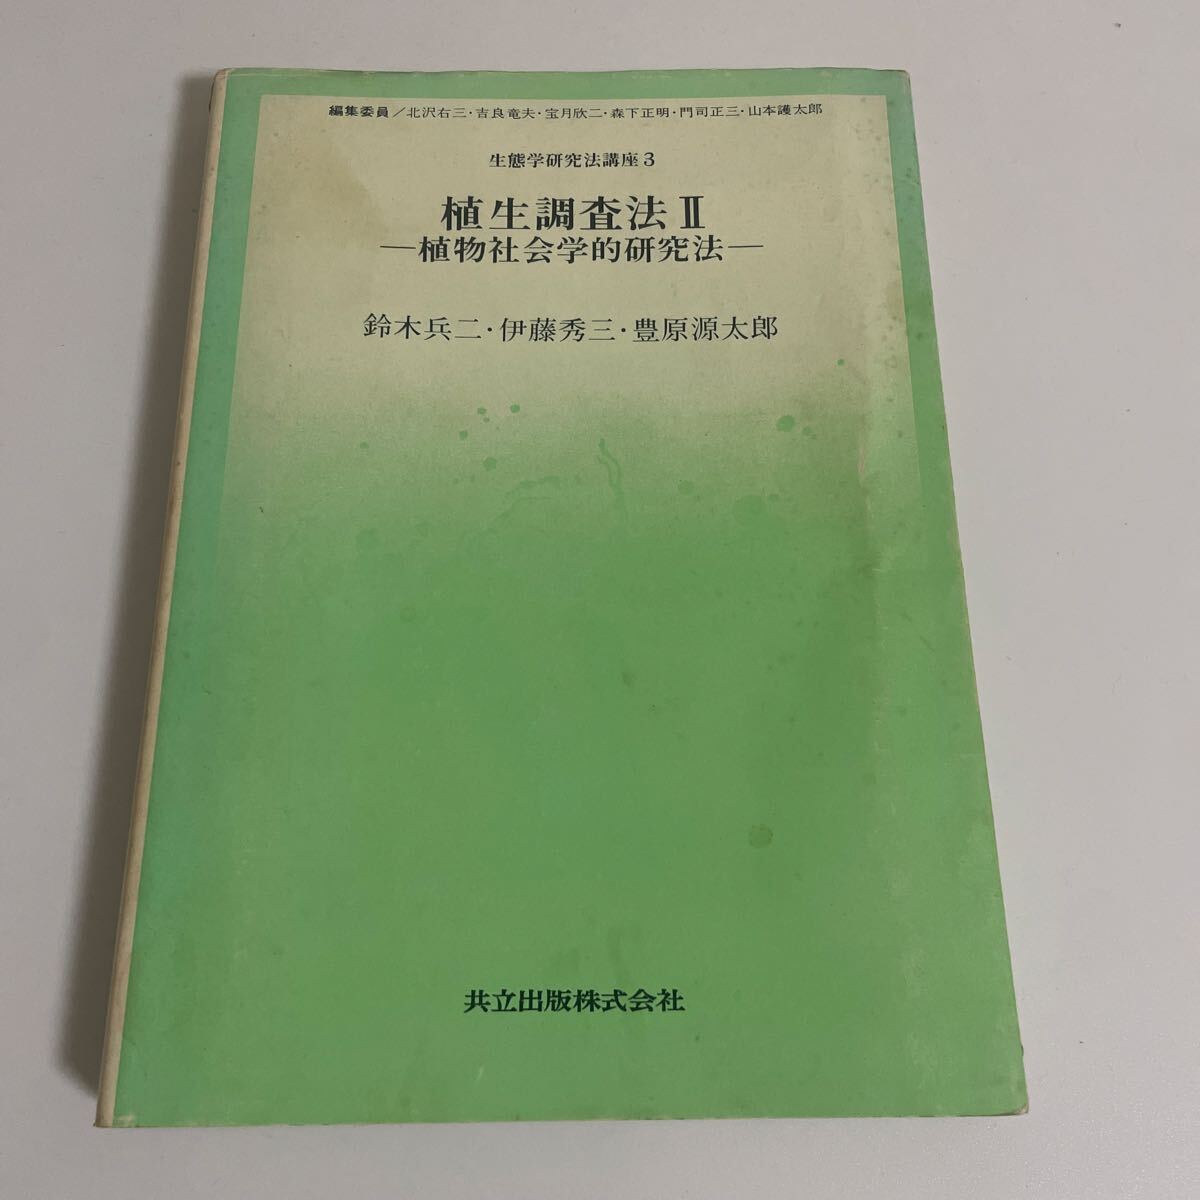 編集委員/北沢右三・吉良竜夫・宝月欣二・森下正明・門司正三・山本護太郎
生態学研究法講座3
植生調査法Ⅱ
―植物社会学的研究法―
鈴木兵二・伊藤秀三・豊原源太郎
共立出版株式会社